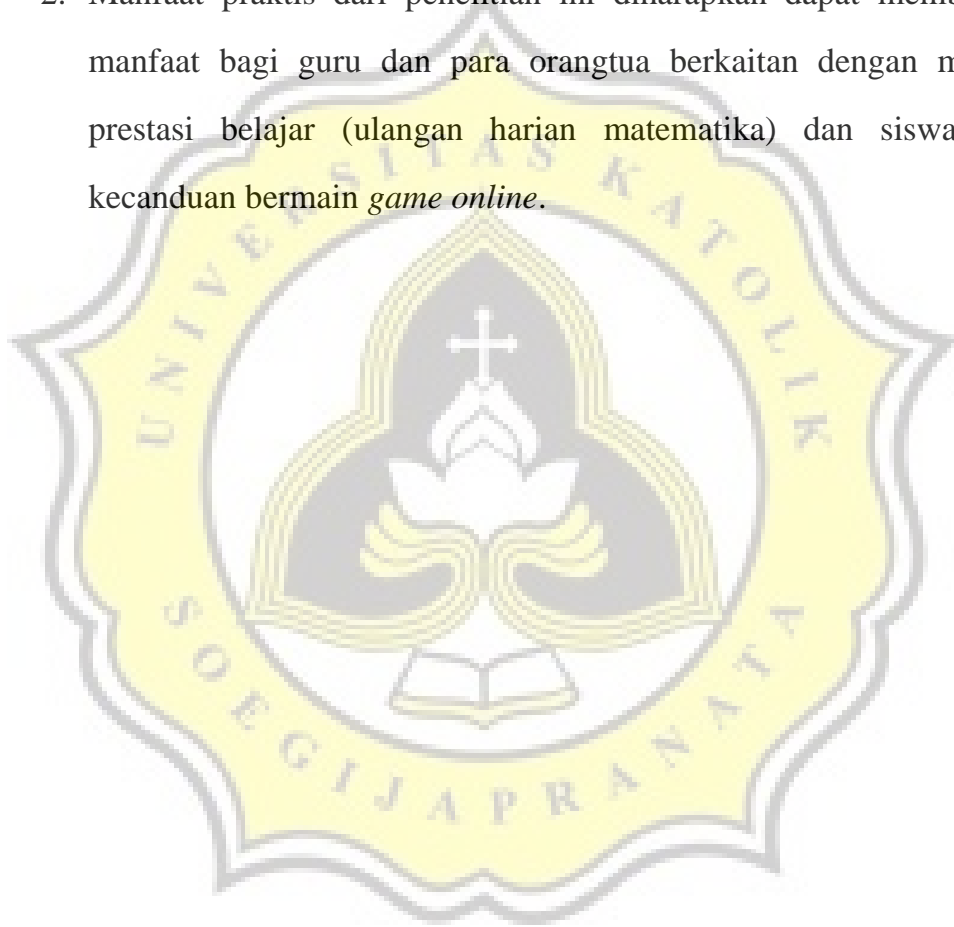 2. Manfaat praktis dari penelitian ini diharapkan dapat
manfaat bagi guru dan para orangtua berkaitan dengan
prestasi belajar (ulangan harian matematika) dan siswa
kecanduan bermain game online.
UNIVERSITAS KATOLIK
SOEGIJAPRANATA